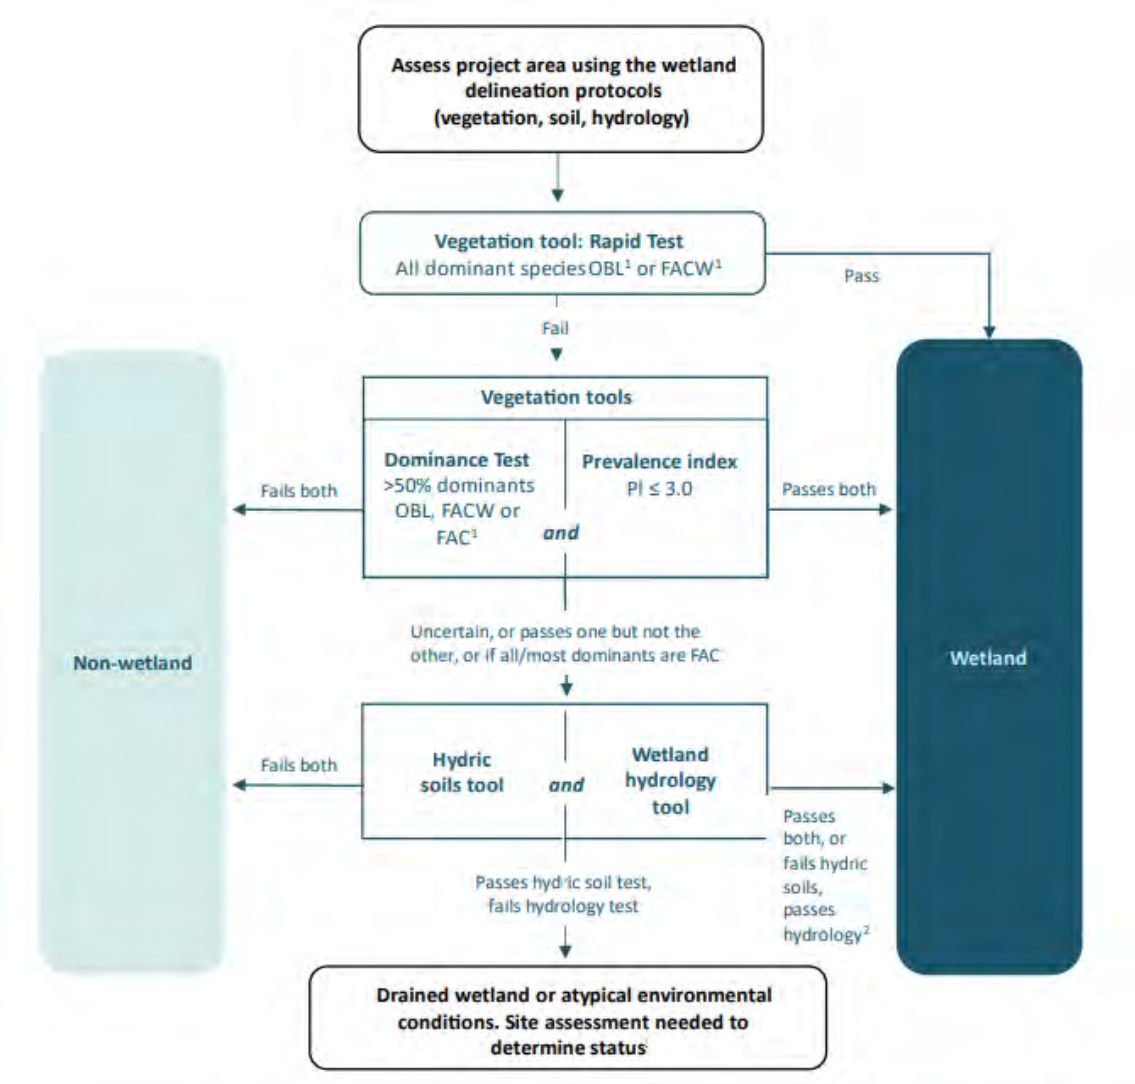 Assess project area using the wetland
delineation protocols
(vegetation, soil, hydrology)
Vegetation tool: Rapid Test
All dominant species OBL¹ or FACW¹
Pass
Fail
Vegetation tools
Dominance Test
>50% dominants
OBL, FACW or
FAC¹
and
Prevalence index
PI ≤ 3.0
Fails both
Passes both
Uncertain, or passes one but not the
other, or if all/most dominants are FAC
Non-wetland
Wetland
Hydric
soils tool
and
Wetland
hydrology
tool
Fails both
Passes
both, or
fails hydric
soils,
passes
hydrology²
Passes hydric soil test,
fails hydrology test
Drained wetland or atypical environmental
conditions. Site assessment needed to
determine status